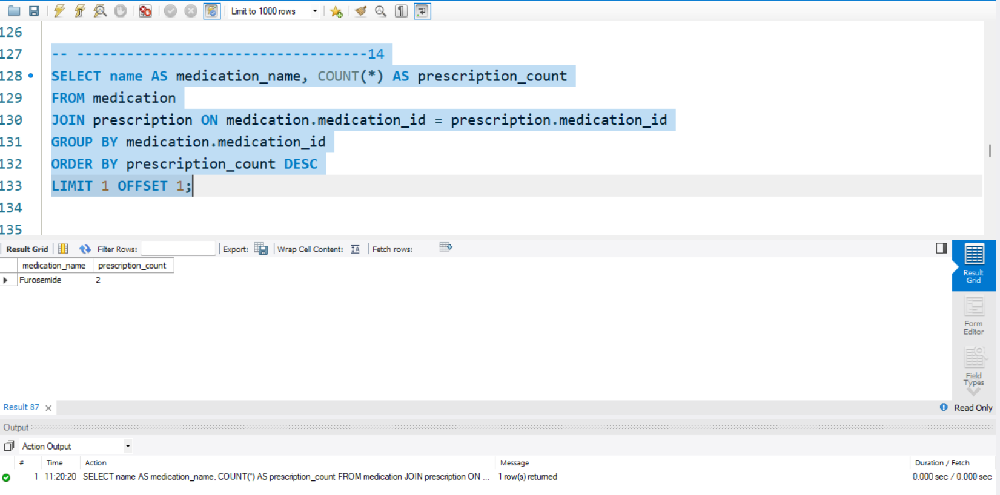 Limit to 1000 rows
126
127 -- -----------------------------------14
128 SELECT name AS medication_name, COUNT(*) AS prescription_count
129 FROM medication
130 JOIN prescription ON medication.medication_id = prescription.medication_id
131 GROUP BY medication.medication_id
132 ORDER BY prescription_count DESC
133 LIMIT 1 OFFSET 1;
134
135
Result Grid Filter Rows: Export: Wrap Cell Content: Fetch rows:
medication_name prescription_count
Furosemide 2
Result Grid
Form Editor
Field Types
Result 87
Read Only
Output
Action Output
# Time Action Message Duration / Fetch
1 11:20:20 SELECT name AS medication_name, COUNT(*) AS prescription_count FROM medication JOIN prescription ON ... 1 row(s) returned 0.000 sec / 0.000 sec